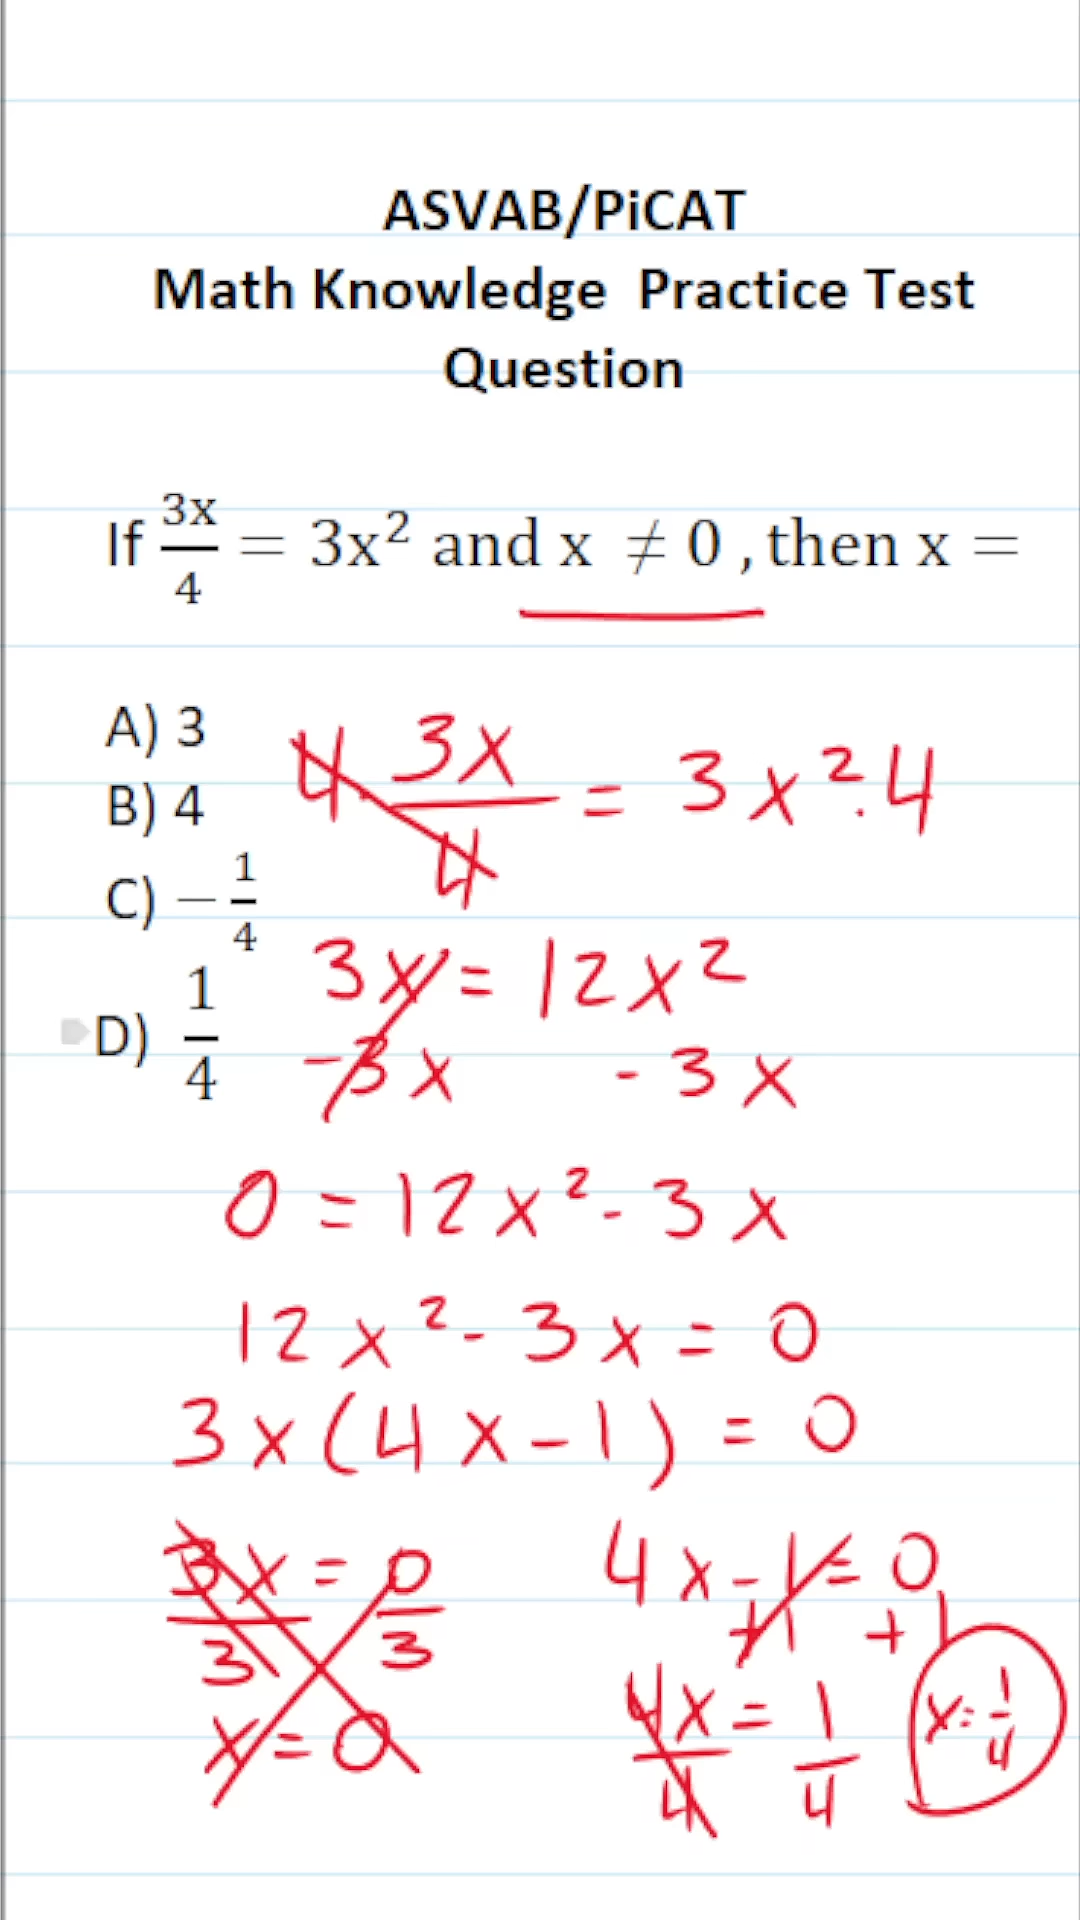 ASVAB/PiCAT
Math Knowledge Practice Test
Question
If 3x/4 = 3x² and x ≠ 0 , then x =
A) 3
B) 4
C) − 1/4
D) 1/4
4 · 3x/4 = 3x² · 4
3x = 12x²
-3x -3x
0 = 12x² - 3x
12x² - 3x = 0
3x(4x-1) = 0
3x/3 = 0/3
x = 0
4x - 1 = 0
+1 +1
4x/4 = 1/4
x = 1/4